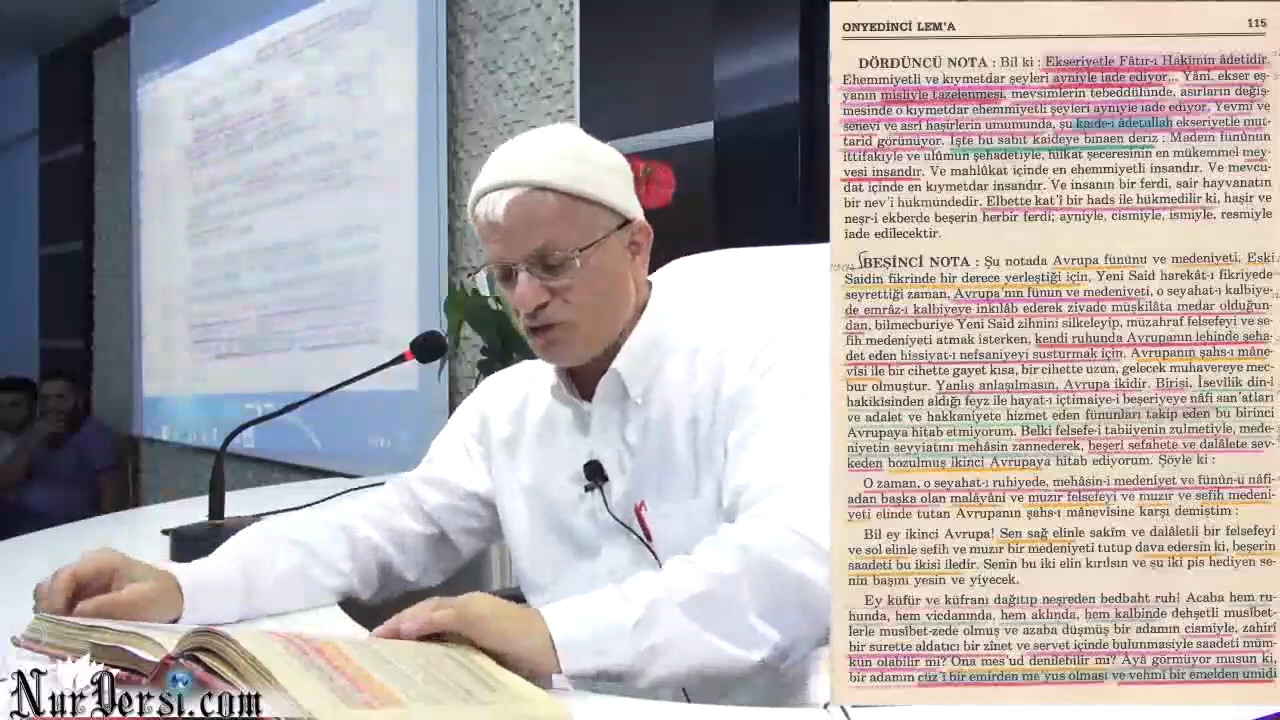 ONYEDİNCİ LEM'A 115
DÖRDÜNCÜ NOTA : Bil ki : Ekseriyetle Fâtır-ı Hakîmin âdetidir.
Ehemmiyetli ve kıymetdar şeyleri ayniyle iade ediyor... Yâni, ekser eş-
yanın misliyle tazelenmesi, mevsimlerin tebeddülünde, asırların değiş-
mesinde o kıymetdar ehemmiyetli şeyleri ayniyle iade ediyor. Yevmî ve
senevî ve asrî haşirlerin umumunda, şu kaide-i âdetullah ekseriyetle mut-
tarid görünüyor. İşte bu sabit kaideye binaen deriz : Madem fünûnun
ittifakiyle ve ulûmun şehadetiyle, hilkat şeceresinin en mükemmel mey-
vesi insandır. Ve mahlûkat içinde en ehemmiyetli insandır. Ve mevcu-
dat içinde en kıymetdar insandır. Ve insanın bir ferdi, sair hayvanatın
bir nev'i hükmündedir. Elbette kat'î bir hads ile hükmedilir ki, haşir ve
neşr-i ekberde beşerin herbir ferdi; ayniyle, cismiyle, ismiyle, resmiyle
iade edilecektir.
BEŞİNCİ NOTA : Şu notada Avrupa fünûnu ve medeniyeti, Eski
Saidin fikrinde bir derece yerleştiği için, Yeni Said harekât-ı fikriyede
seyrettiği zaman, Avrupa'nın fünun ve medeniyeti, o seyahat-ı kalbiye-
de emrâz-ı kalbiyeye inkılâb ederek ziyade müşkilâta medar olduğun-
dan, bilmecburiye Yeni Said zihnini silkeleyip, müzahraf felsefeyi ve se-
fih medeniyeti atmak isterken, kendi ruhunda Avrupanın lehinde şeha-
det eden hissiyat-ı nefsaniyeyi susturmak için, Avrupanın şahs-ı mâne-
vîsi ile bir cihette gayet kısa, bir cihette uzun, gelecek muhavereye mec-
bur olmuştur. Yanlış anlaşılmasın, Avrupa ikidir. Birisi, İsevîlik din-i
hakikîsinden aldığı feyz ile hayat-ı içtimaiye-i beşeriyeye nâfi san'atları
ve adalet ve hakkaniyete hizmet eden fünunları takip eden bu birinci
Avrupaya hitab etmiyorum. Belki felsefe-i tabiiyenin zulmetiyle, mede-
niyetin seyyiatını mehâsin zannederek, beşeri sefahete ve dalâlete sev-
keden bozulmuş ikinci Avrupaya hitab ediyorum. Şöyle ki :
O zaman, o seyahat-ı ruhiyede, mehâsin-i medeniyet ve fünûn-u nâfi-
adan başka olan malâyâni ve muzır felsefeyi ve muzır ve sefih medeni-
yeti elinde tutan Avrupanın şahs-ı mânevîsine karşı demiştim :
Bil ey ikinci Avrupa! Sen sağ elinle sakîm ve dalâletli bir felsefeyi
ve sol elinle sefih ve muzır bir medeniyeti tutup dava edersin ki, beşerin
saadeti bu ikisi iledir. Senin bu iki elin kırılsın ve şu iki pis hediyen se-
nin başını yesin ve yiyecek.
Ey küfür ve küfranı dağıtıp neşreden bedbaht ruh! Acaba hem ru-
hunda, hem vicdanında, hem aklında, hem kalbinde dehşetli musîbet-
lerle musîbet-zede olmuş ve azaba düşmüş bir adamın cismiyle, zahirî
bir surette aldatıcı bir zînet ve servet içinde bulunmasiyle saadeti müm-
kün olabilir mi? Ona mes'ud denilebilir mi? Âyâ görmüyor musun ki,
bir adamın cüz'î bir emirden me'yus olması ve vehmî bir emelden ümidi
NurDersi.com